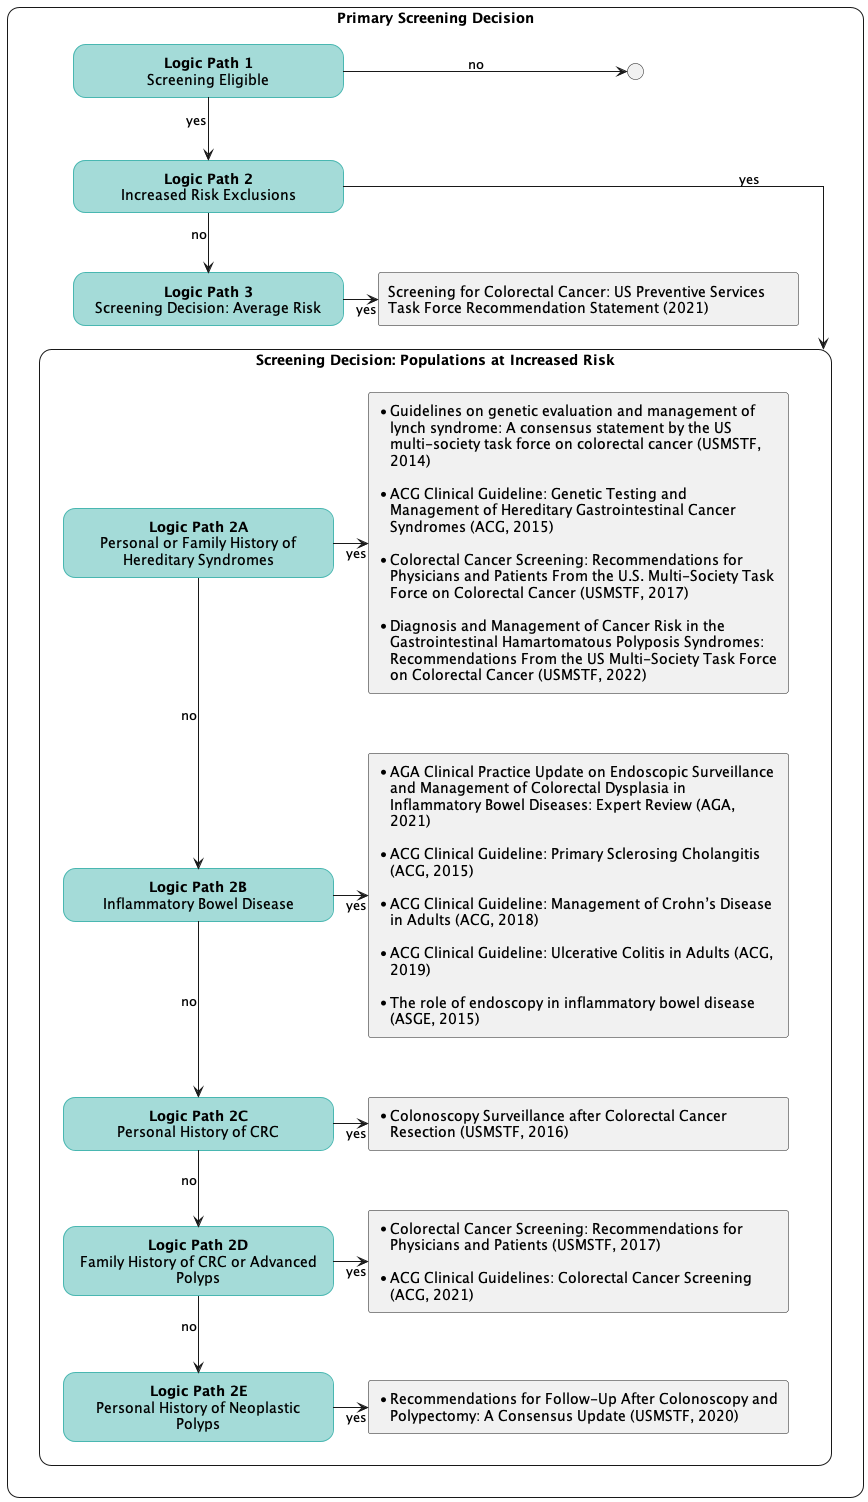 Primary Screening Decision
Logic Path 1
Screening Eligible
no
yes
Logic Path 2
Increased Risk Exclusions
yes
no
Logic Path 3
Screening Decision: Average Risk
yes
Screening for Colorectal Cancer: US Preventive Services
Task Force Recommendation Statement (2021)
Screening Decision: Populations at Increased Risk
Logic Path 2A
Personal or Family History of
Hereditary Syndromes
yes
• Guidelines on genetic evaluation and management of
lynch syndrome: A consensus statement by the US
multi-society task force on colorectal cancer (USMSTF,
2014)
• ACG Clinical Guideline: Genetic Testing and
Management of Hereditary Gastrointestinal Cancer
Syndromes (ACG, 2015)
• Colorectal Cancer Screening: Recommendations for
Physicians and Patients From the U.S. Multi-Society Task
Force on Colorectal Cancer (USMSTF, 2017)
• Diagnosis and Management of Cancer Risk in the
Gastrointestinal Hamartomatous Polyposis Syndromes:
Recommendations From the US Multi-Society Task Force
on Colorectal Cancer (USMSTF, 2022)
no
Logic Path 2B
Inflammatory Bowel Disease
yes
• AGA Clinical Practice Update on Endoscopic Surveillance
and Management of Colorectal Dysplasia in
Inflammatory Bowel Diseases: Expert Review (AGA,
2021)
• ACG Clinical Guideline: Primary Sclerosing Cholangitis
(ACG, 2015)
• ACG Clinical Guideline: Management of Crohn's Disease
in Adults (ACG, 2018)
• ACG Clinical Guideline: Ulcerative Colitis in Adults (ACG,
2019)
• The role of endoscopy in inflammatory bowel disease
(ASGE, 2015)
no
Logic Path 2C
Personal History of CRC
yes
• Colonoscopy Surveillance after Colorectal Cancer
Resection (USMSTF, 2016)
no
Logic Path 2D
Family History of CRC or Advanced
Polyps
yes
• Colorectal Cancer Screening: Recommendations for
Physicians and Patients (USMSTF, 2017)
• ACG Clinical Guidelines: Colorectal Cancer Screening
(ACG, 2021)
no
Logic Path 2E
Personal History of Neoplastic
Polyps
yes
• Recommendations for Follow-Up After Colonoscopy and
Polypectomy: A Consensus Update (USMSTF, 2020)